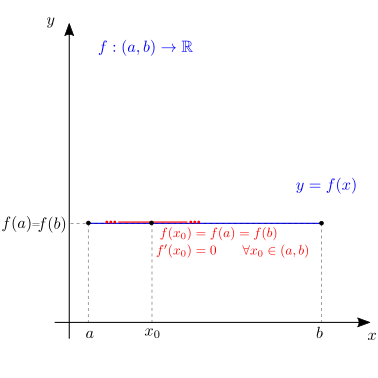 y
f : (a, b) → ℝ
y = f(x)
f(a)=f(b)
f(x₀) = f(a) = f(b)
f′(x₀) = 0 ∀x₀ ∈ (a, b)
a x₀ b
x